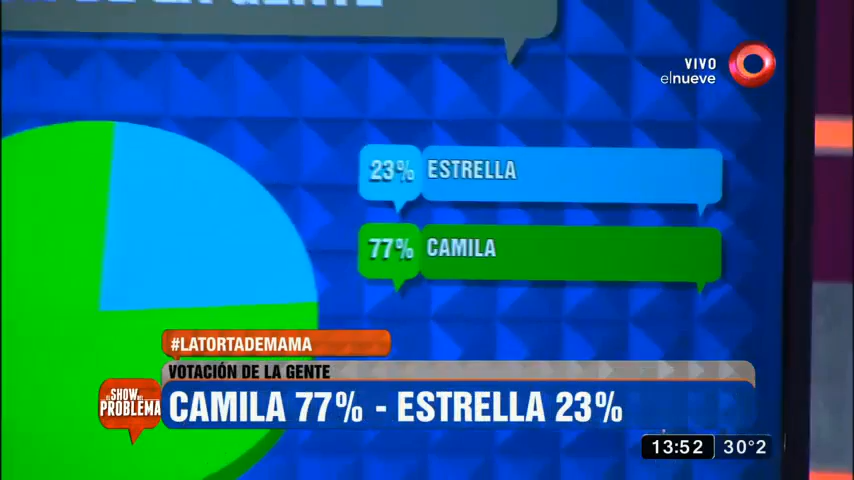 VIVO
elnueve
23% ESTRELLA
77% CAMILA
#LATORTADEMAMA
VOTACIÓN DE LA GENTE
EL SHOW DEL
PROBLEMA
CAMILA 77% - ESTRELLA 23%
13:52 30°2